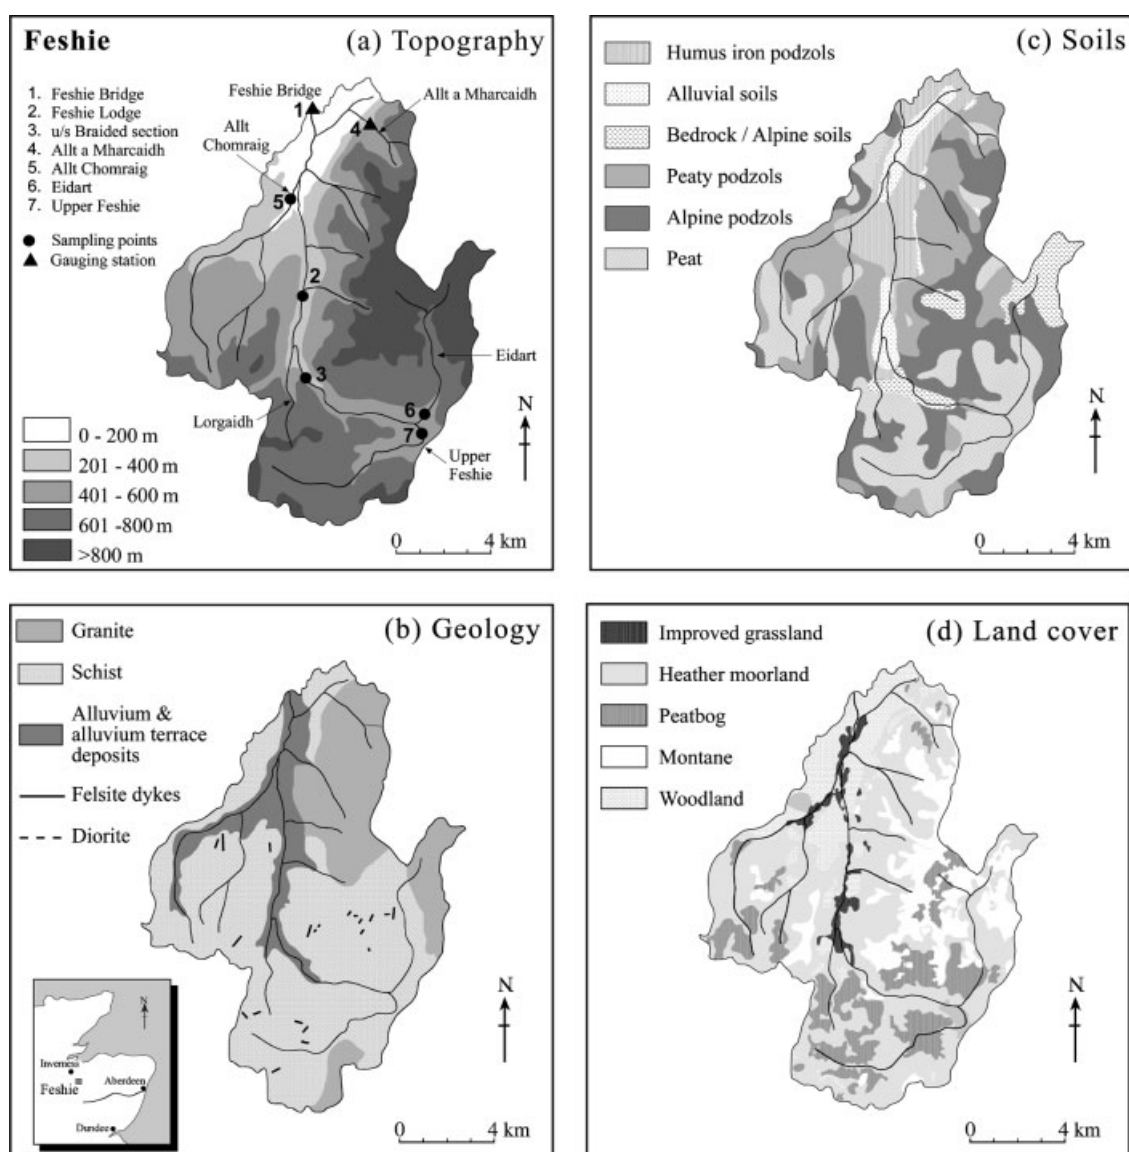 Feshie
(a) Topography
1. Feshie Bridge
2. Feshie Lodge
3. u/s Braided section
4. Allt a Mharcaidh
5. Allt Chomraig
6. Eidart
7. Upper Feshie
Sampling points
Gauging station
Feshie Bridge
1
Allt a Mharcaidh
4
Allt
Chomraig
5
2
Eidart
3
Lorgaidh
6
7
Upper
Feshie
N
0 - 200 m
201 - 400 m
401 - 600 m
601 -800 m
>800 m
0 4 km
(c) Soils
Humus iron podzols
Alluvial soils
Bedrock / Alpine soils
Peaty podzols
Alpine podzols
Peat
N
0 4 km
(b) Geology
Granite
Schist
Alluvium &
alluvium terrace
deposits
Felsite dykes
Diorite
N
Inverness
Feshie
Aberdeen
Dundee
N
0 4 km
(d) Land cover
Improved grassland
Heather moorland
Peatbog
Montane
Woodland
N
0 4 km